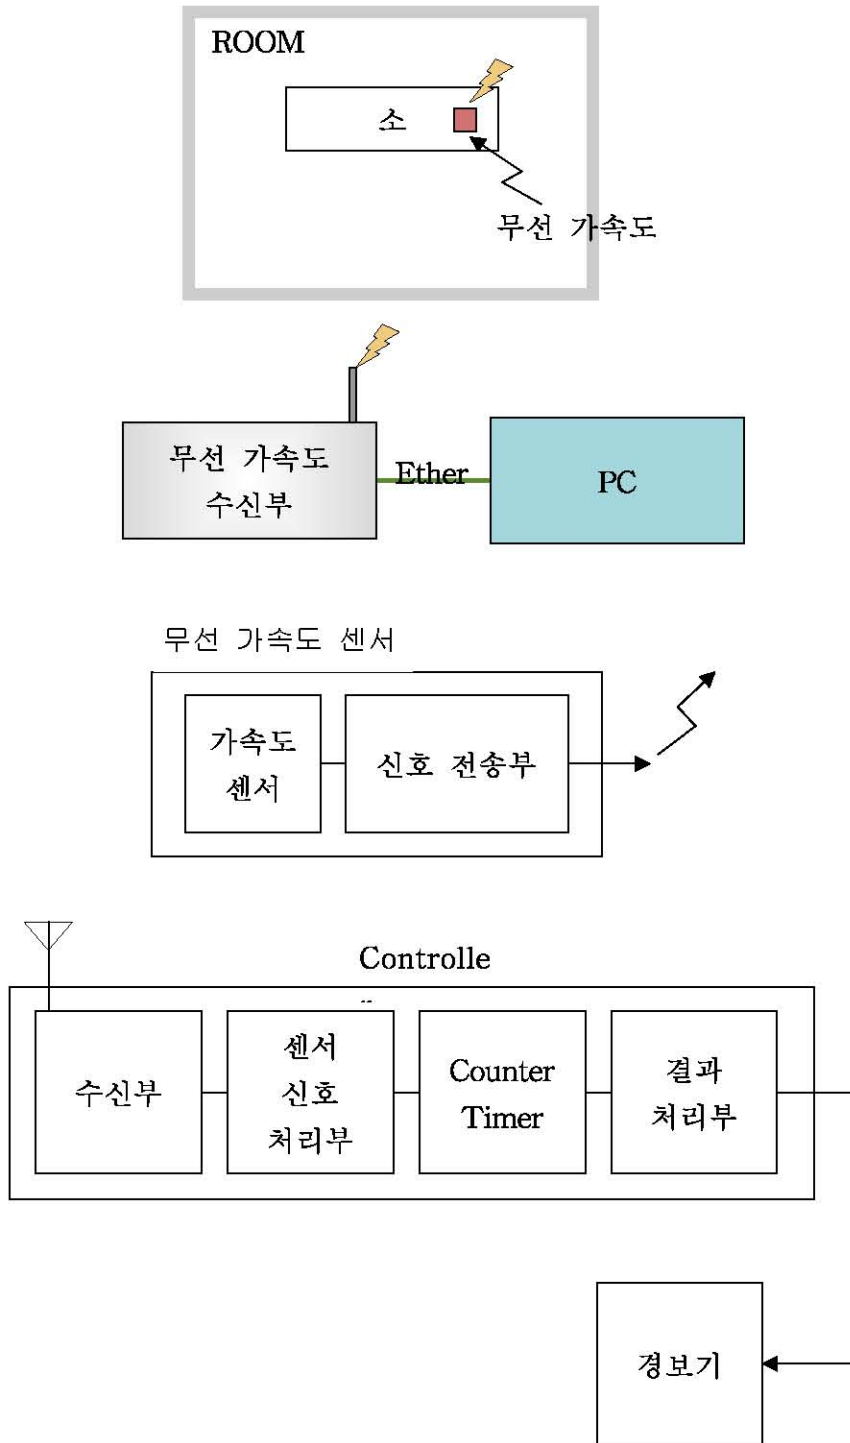 ROOM
소
무선 가속도
무선 가속도
수신부
Ether
PC
무선 가속도 센서
가속도
센서
신호 전송부
Controlle
수신부
센서
신호
처리부
Counter
Timer
결과
처리부
경보기